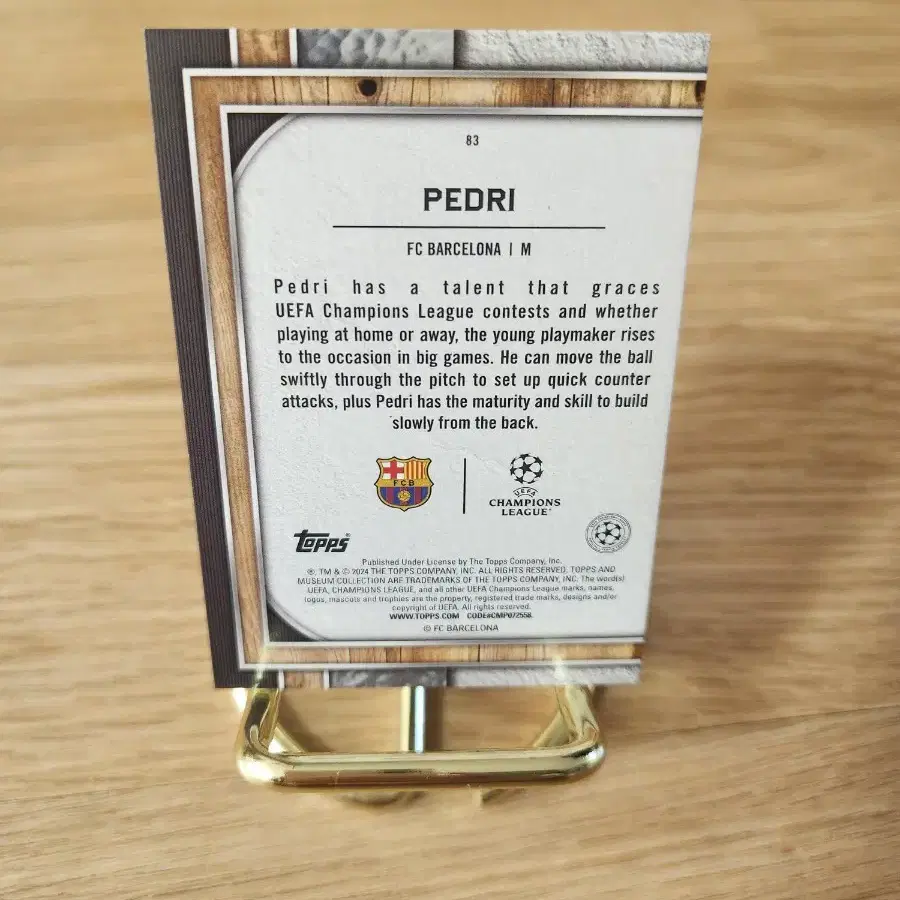 83
PEDRI
FC BARCELONA | M
Pedri has a talent that graces
UEFA Champions League contests and whether
playing at home or away, the young playmaker rises
to the occasion in big games. He can move the ball
swiftly through the pitch to set up quick counter
attacks, plus Pedri has the maturity and skill to build
slowly from the back.
FCB
UEFA
CHAMPIONS
LEAGUE
Topps
Published Under License by The Topps Company, Inc.
®, TM & © 2024 THE TOPPS COMPANY, INC. ALL RIGHTS RESERVED. TOPPS AND
MUSEUM COLLECTION ARE TRADEMARKS OF THE TOPPS COMPANY, INC. The word(s)
UEFA, CHAMPIONS LEAGUE, and all other UEFA Champions League marks, names,
logos, mascots and trophies are the property, registered trade marks, designs and/or
copyright of UEFA. All rights reserved.
WWW.TOPPS.COM CODE#CMP072558
© FC BARCELONA